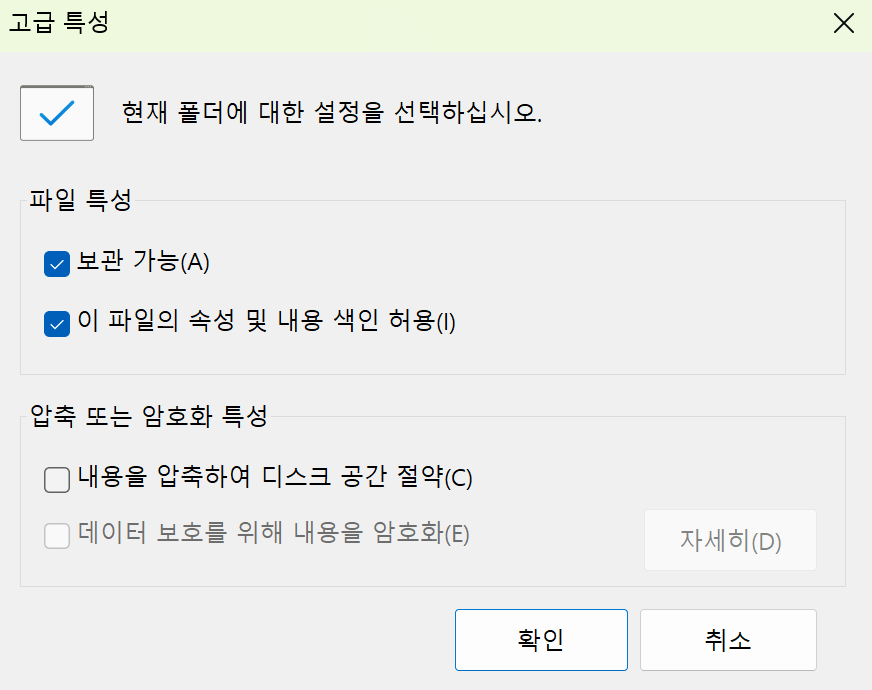 고급 특성
현재 폴더에 대한 설정을 선택하십시오.
파일 특성
보관 가능(A)
이 파일의 속성 및 내용 색인 허용(I)
압축 또는 암호화 특성
내용을 압축하여 디스크 공간 절약(C)
데이터 보호를 위해 내용을 암호화(E)
자세히(D)
확인
취소